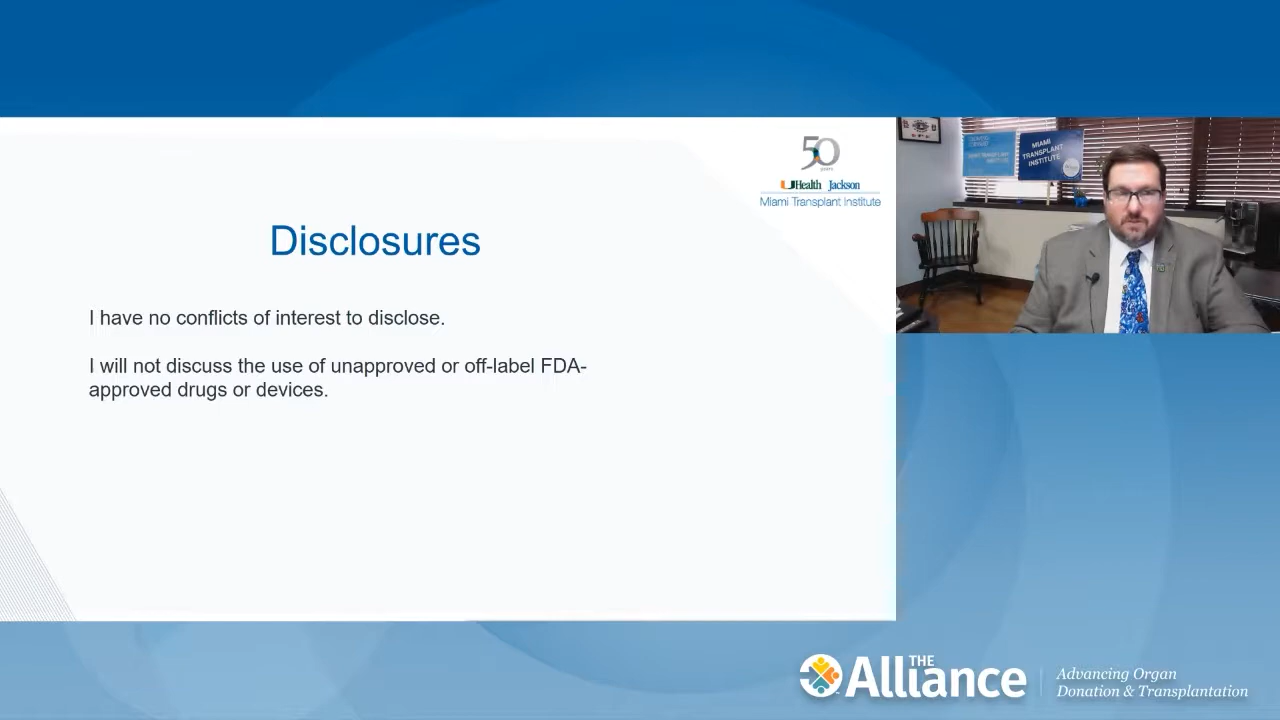 50
years
UHealth Jackson
Miami Transplant Institute
Disclosures
I have no conflicts of interest to disclose.
I will not discuss the use of unapproved or off-label FDA-
approved drugs or devices.
MIAMI
TRANSPLANT
INSTITUTE
THE
Alliance
Advancing Organ
Donation & Transplantation